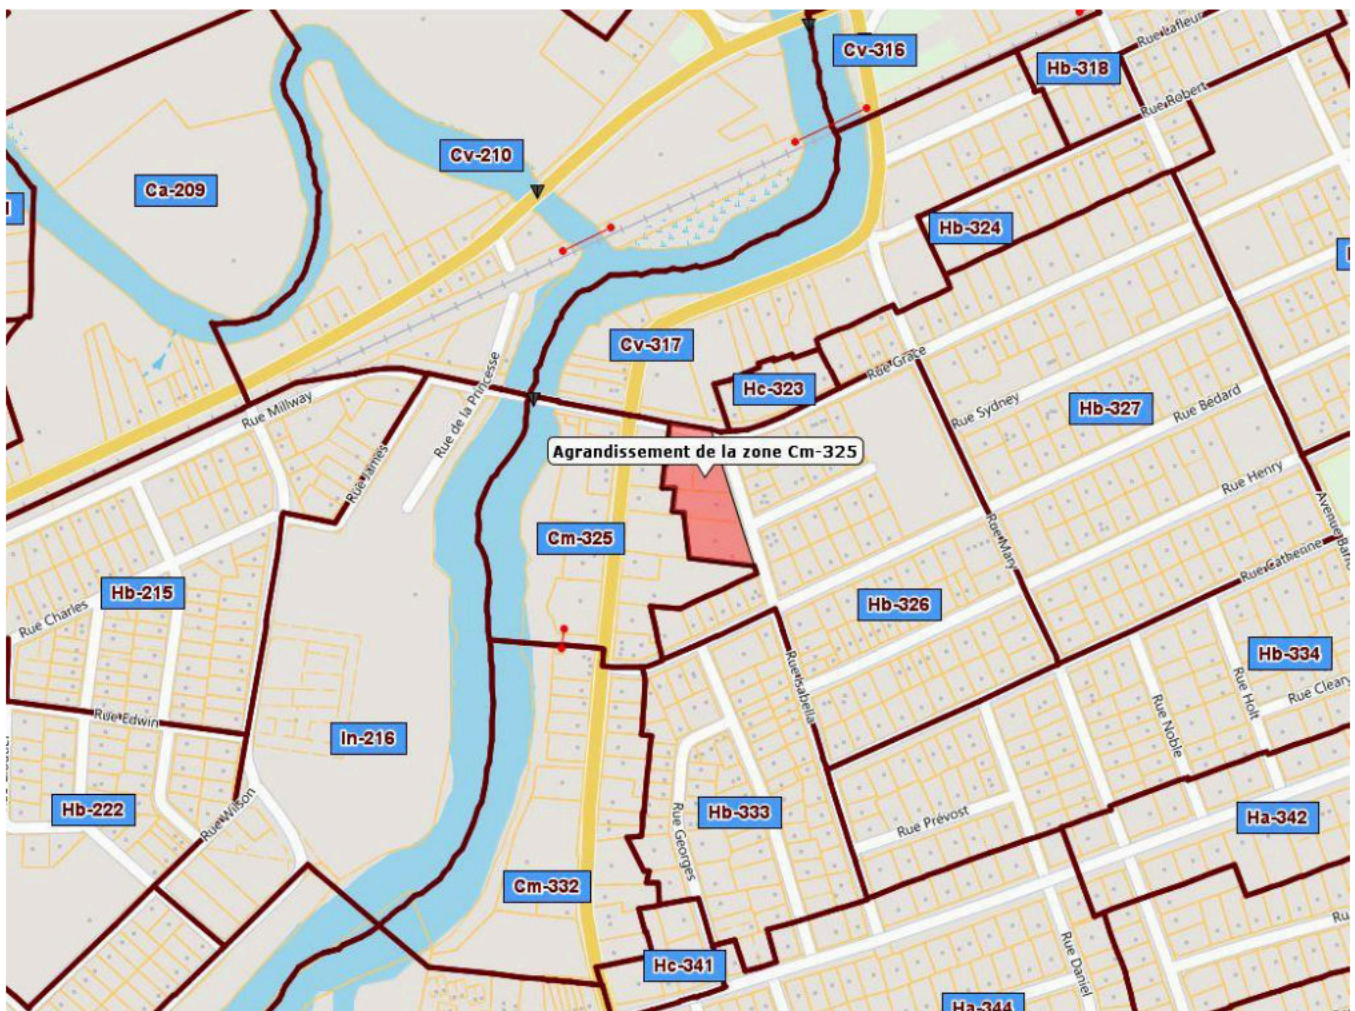 Rue Lafleur
Cv-316
Hb-318
Rue Robert
Cv-210
Ca-209
Hb-324
Cv-317
Rue de la Princesse
Hc-323
Rue Grace
Rue Millway
Rue Sydney
Hb-327
Rue Bédard
Agrandissement de la zone Cm-325
Rue James
Rue Henry
Cm-325
Rue Mary
Rue Catherine
Hb-215
Hb-326
Rue Charles
Rue Isabella
Hb-334
Rue Holt
Rue Cleary
Rue Edwin
In-216
Rue Noble
Hb-222
Rue Wilson
Rue Georges
Hb-333
Rue Prévost
Ha-342
Cm-332
Rue Daniel
Hc-341
Ha-344